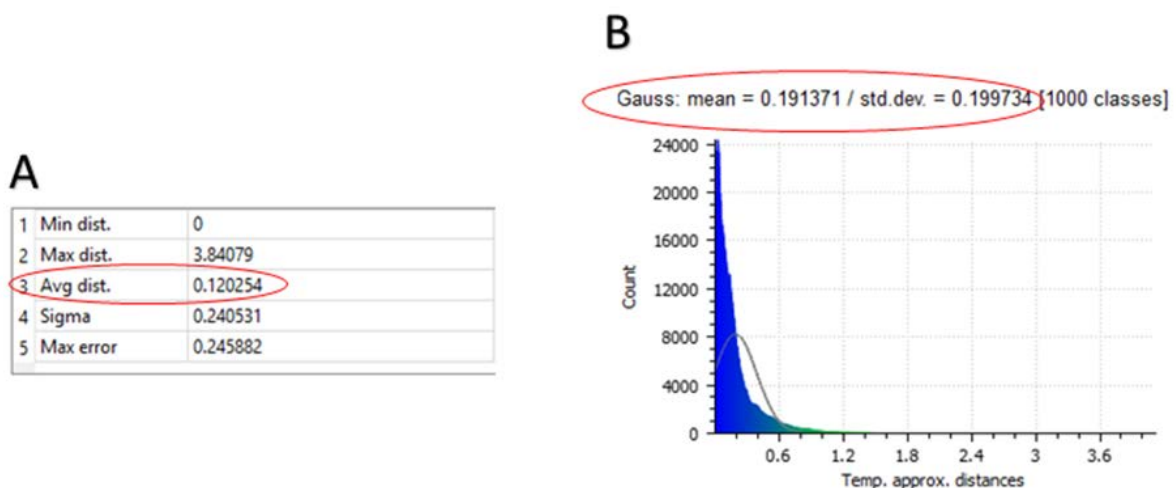 A
1 Min dist. 0
2 Max dist. 3.84079
3 Avg dist. 0.120254
4 Sigma 0.240531
5 Max error 0.245882
B
Gauss: mean = 0.191371 / std.dev. = 0.199734 [1000 classes]
24000
20000
16000
12000
8000
4000
0
Count
0.6 1.2 1.8 2.4 3 3.6
Temp. approx. distances